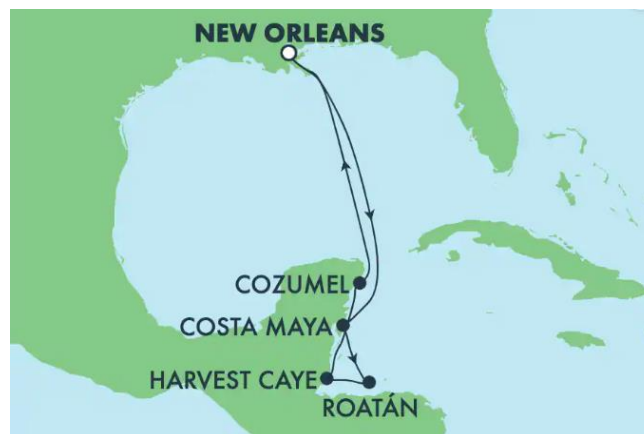 NEW ORLEANS
COZUMEL
COSTA MAYA
HARVEST CAYE
ROATÁN